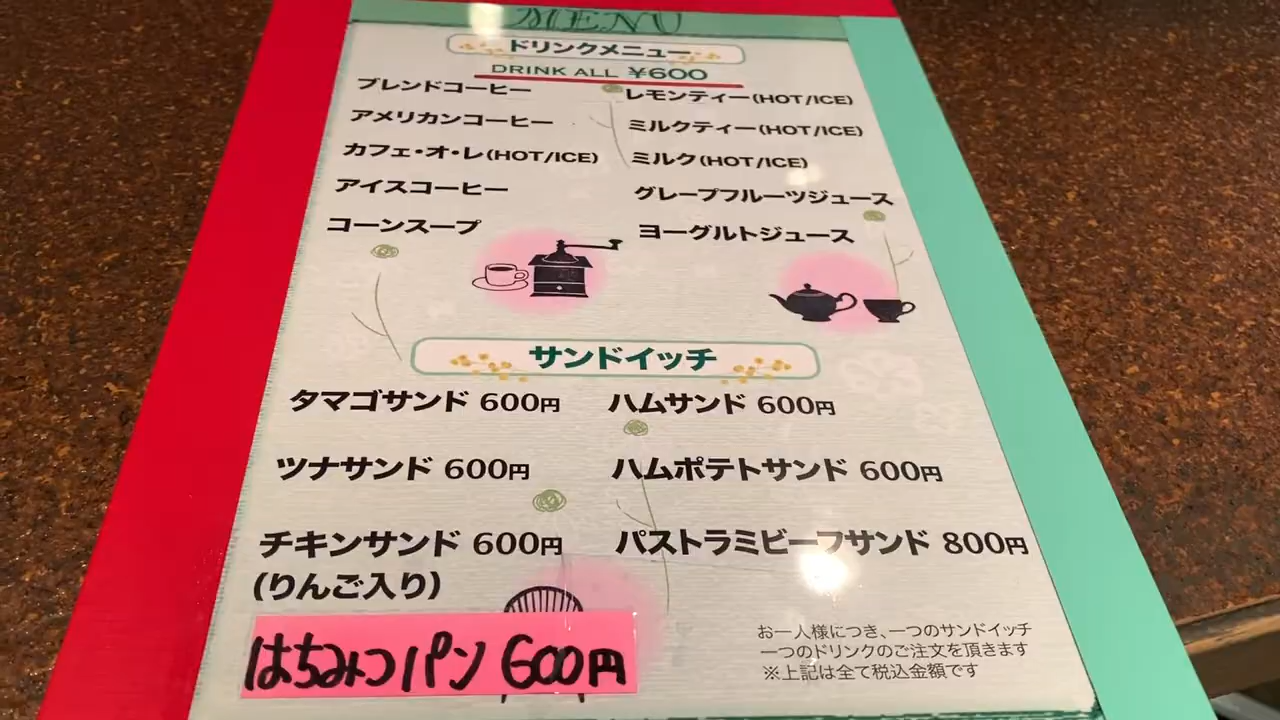 MENU
ドリンクメニュー
DRINK ALL ¥600
ブレンドコーヒー
アメリカンコーヒー
カフェ・オ・レ(HOT/ICE)
アイスコーヒー
コーンスープ
レモンティー(HOT/ICE)
ミルクティー(HOT/ICE)
ミルク(HOT/ICE)
グレープフルーツジュース
ヨーグルトジュース
サンドイッチ
タマゴサンド 600円
ツナサンド 600円
チキンサンド 600円
(りんご入り)
はちみつパン 600円
ハムサンド 600円
ハムポテトサンド 600円
パストラミビーフサンド 800円
お一人様につき、一つのサンドイッチ
一つのドリンクのご注文を頂きます
※上記は全て税込金額です